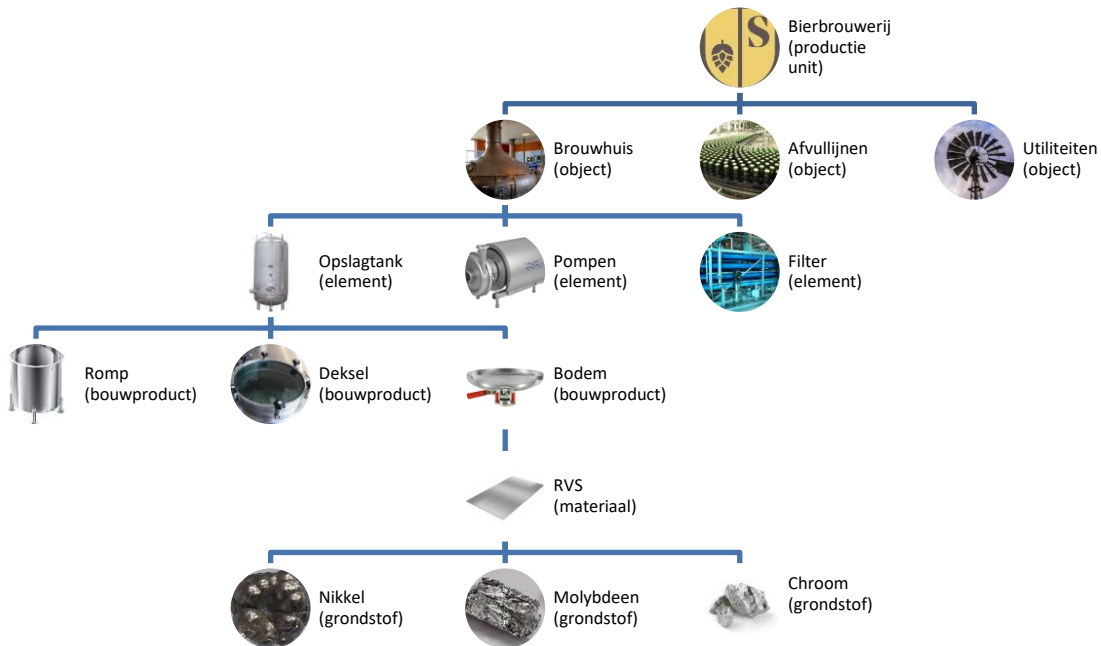 S
Bierbrouwerij
(productie
unit)
Brouwhuis
(object)
Afvullijnen
(object)
Utiliteiten
(object)
Opslagtank
(element)
Pompen
(element)
Filter
(element)
Romp
(bouwproduct)
Deksel
(bouwproduct)
Bodem
(bouwproduct)
RVS
(materiaal)
Nikkel
(grondstof)
Molybdeen
(grondstof)
Chroom
(grondstof)